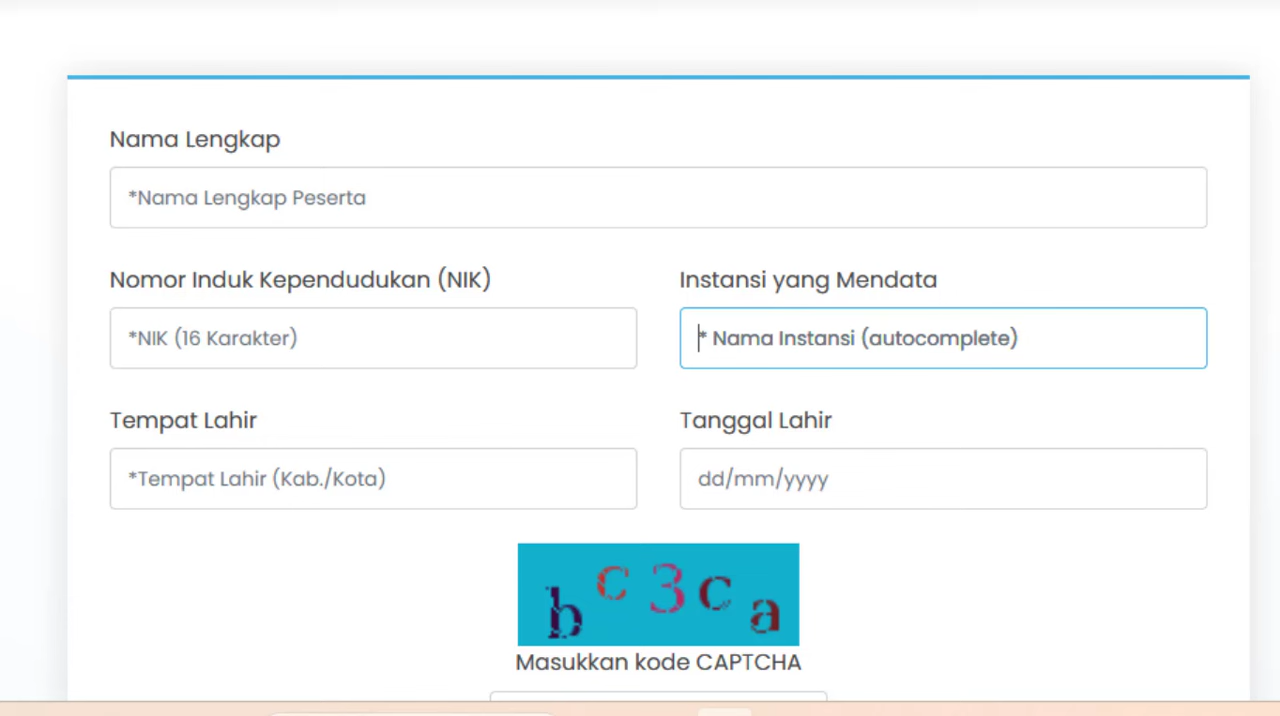 Nama Lengkap
*Nama Lengkap Peserta
Nomor Induk Kependudukan (NIK)
Instansi yang Mendata
*NIK (16 Karakter)
* Nama Instansi (autocomplete)
Tempat Lahir
Tanggal Lahir
*Tempat Lahir (Kab./Kota)
dd/mm/yyyy
bc3ca
Masukkan kode CAPTCHA